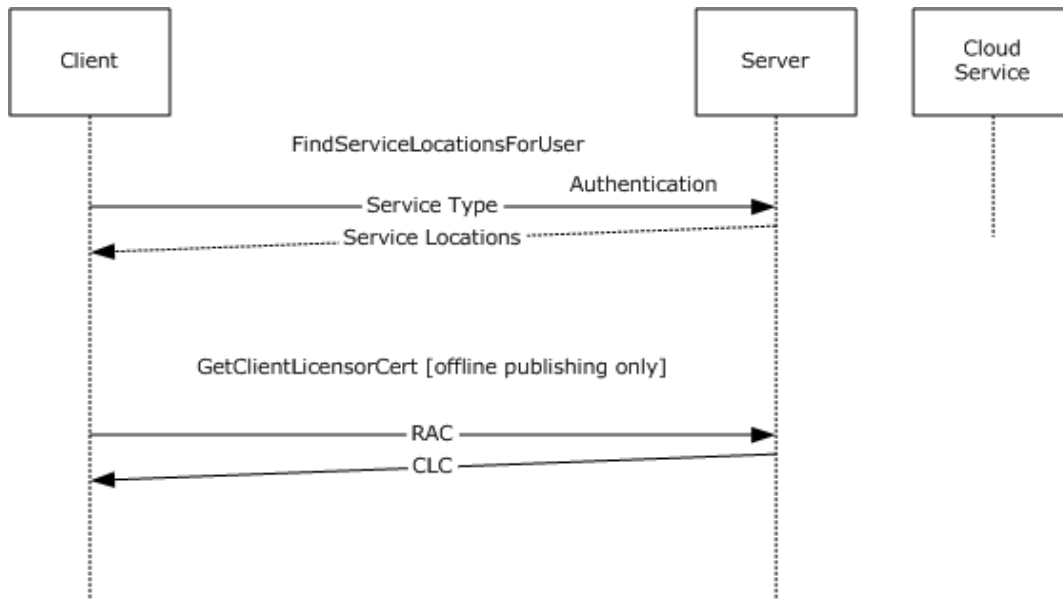 Client
Server
Cloud
Service
FindServiceLocationsForUser
Authentication
Service Type
Service Locations
GetClientLicensorCert [offline publishing only]
RAC
CLC